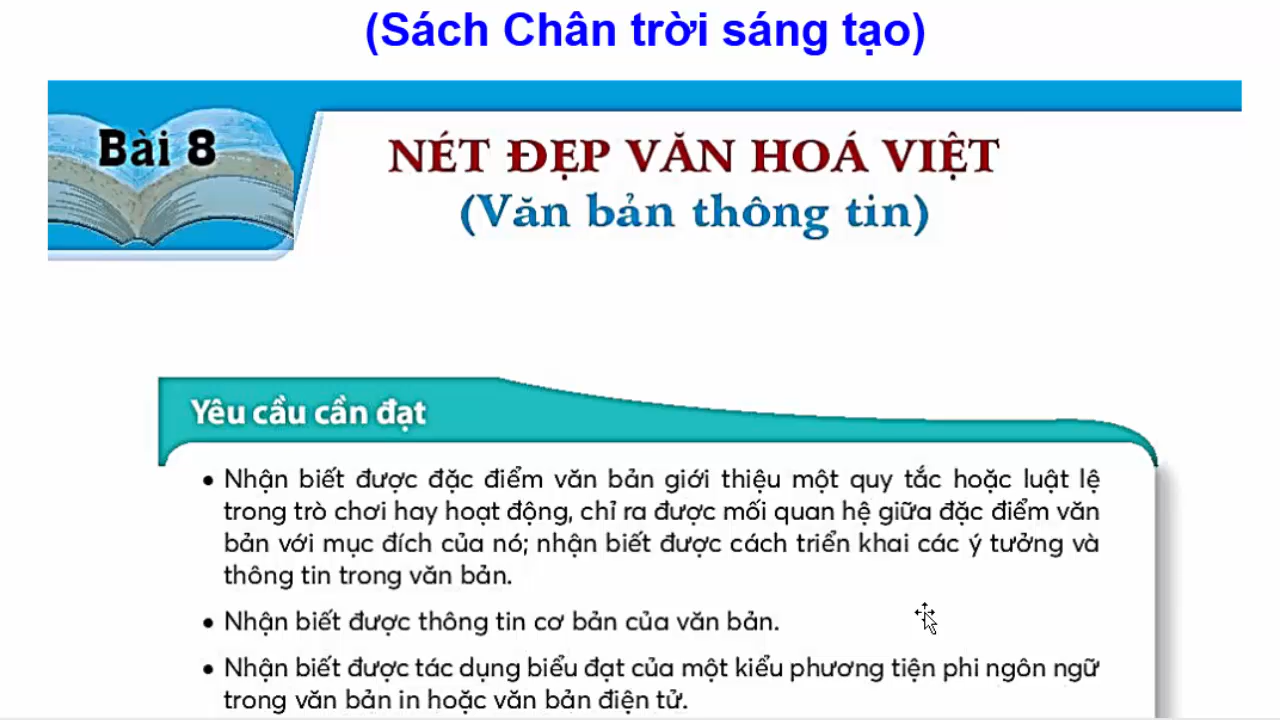 (Sách Chân trời sáng tạo)
Bài 8
NÉT ĐẸP VĂN HOÁ VIỆT
(Văn bản thông tin)
Yêu cầu cần đạt
• Nhận biết được đặc điểm văn bản giới thiệu một quy tắc hoặc luật lệ
trong trò chơi hay hoạt động, chỉ ra được mối quan hệ giữa đặc điểm văn
bản với mục đích của nó; nhận biết được cách triển khai các ý tưởng và
thông tin trong văn bản.
• Nhận biết được thông tin cơ bản của văn bản.
• Nhận biết được tác dụng biểu đạt của một kiểu phương tiện phi ngôn ngữ
trong văn bản in hoặc văn bản điện tử.